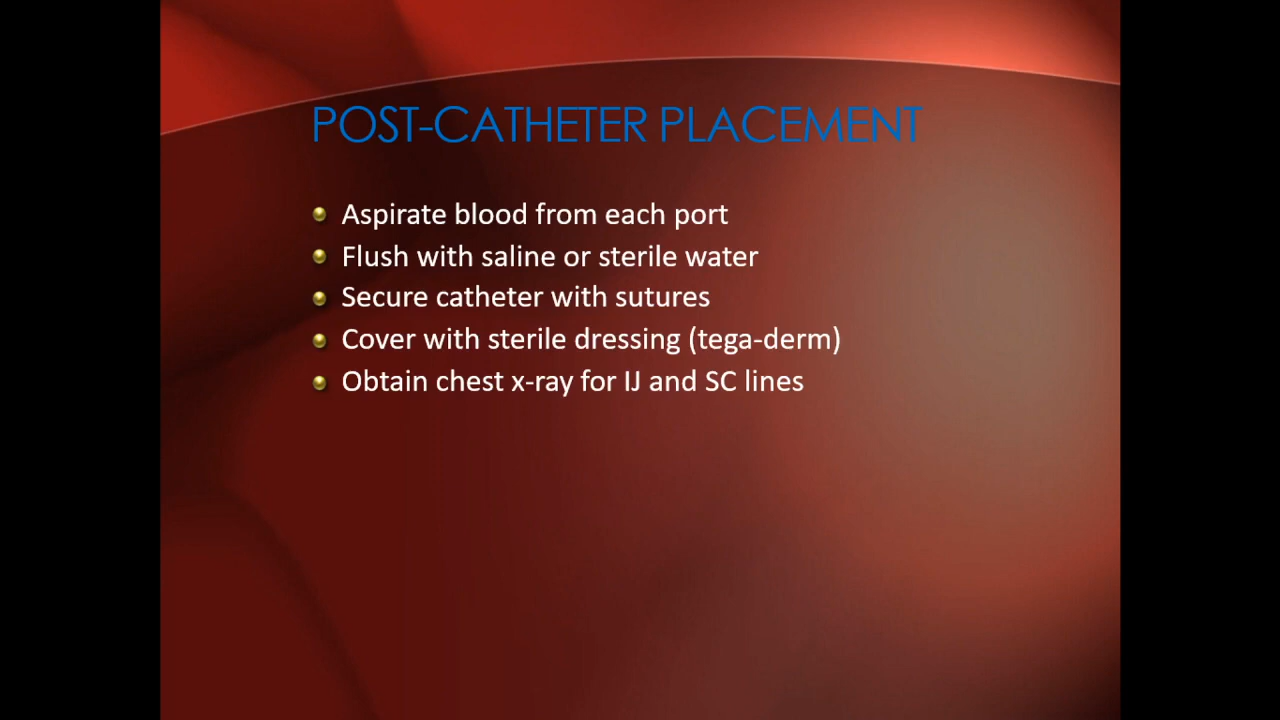 POST-CATHETER PLACEMENT
Aspirate blood from each port
Flush with saline or sterile water
Secure catheter with sutures
Cover with sterile dressing (tega-derm)
Obtain chest x-ray for IJ and SC lines